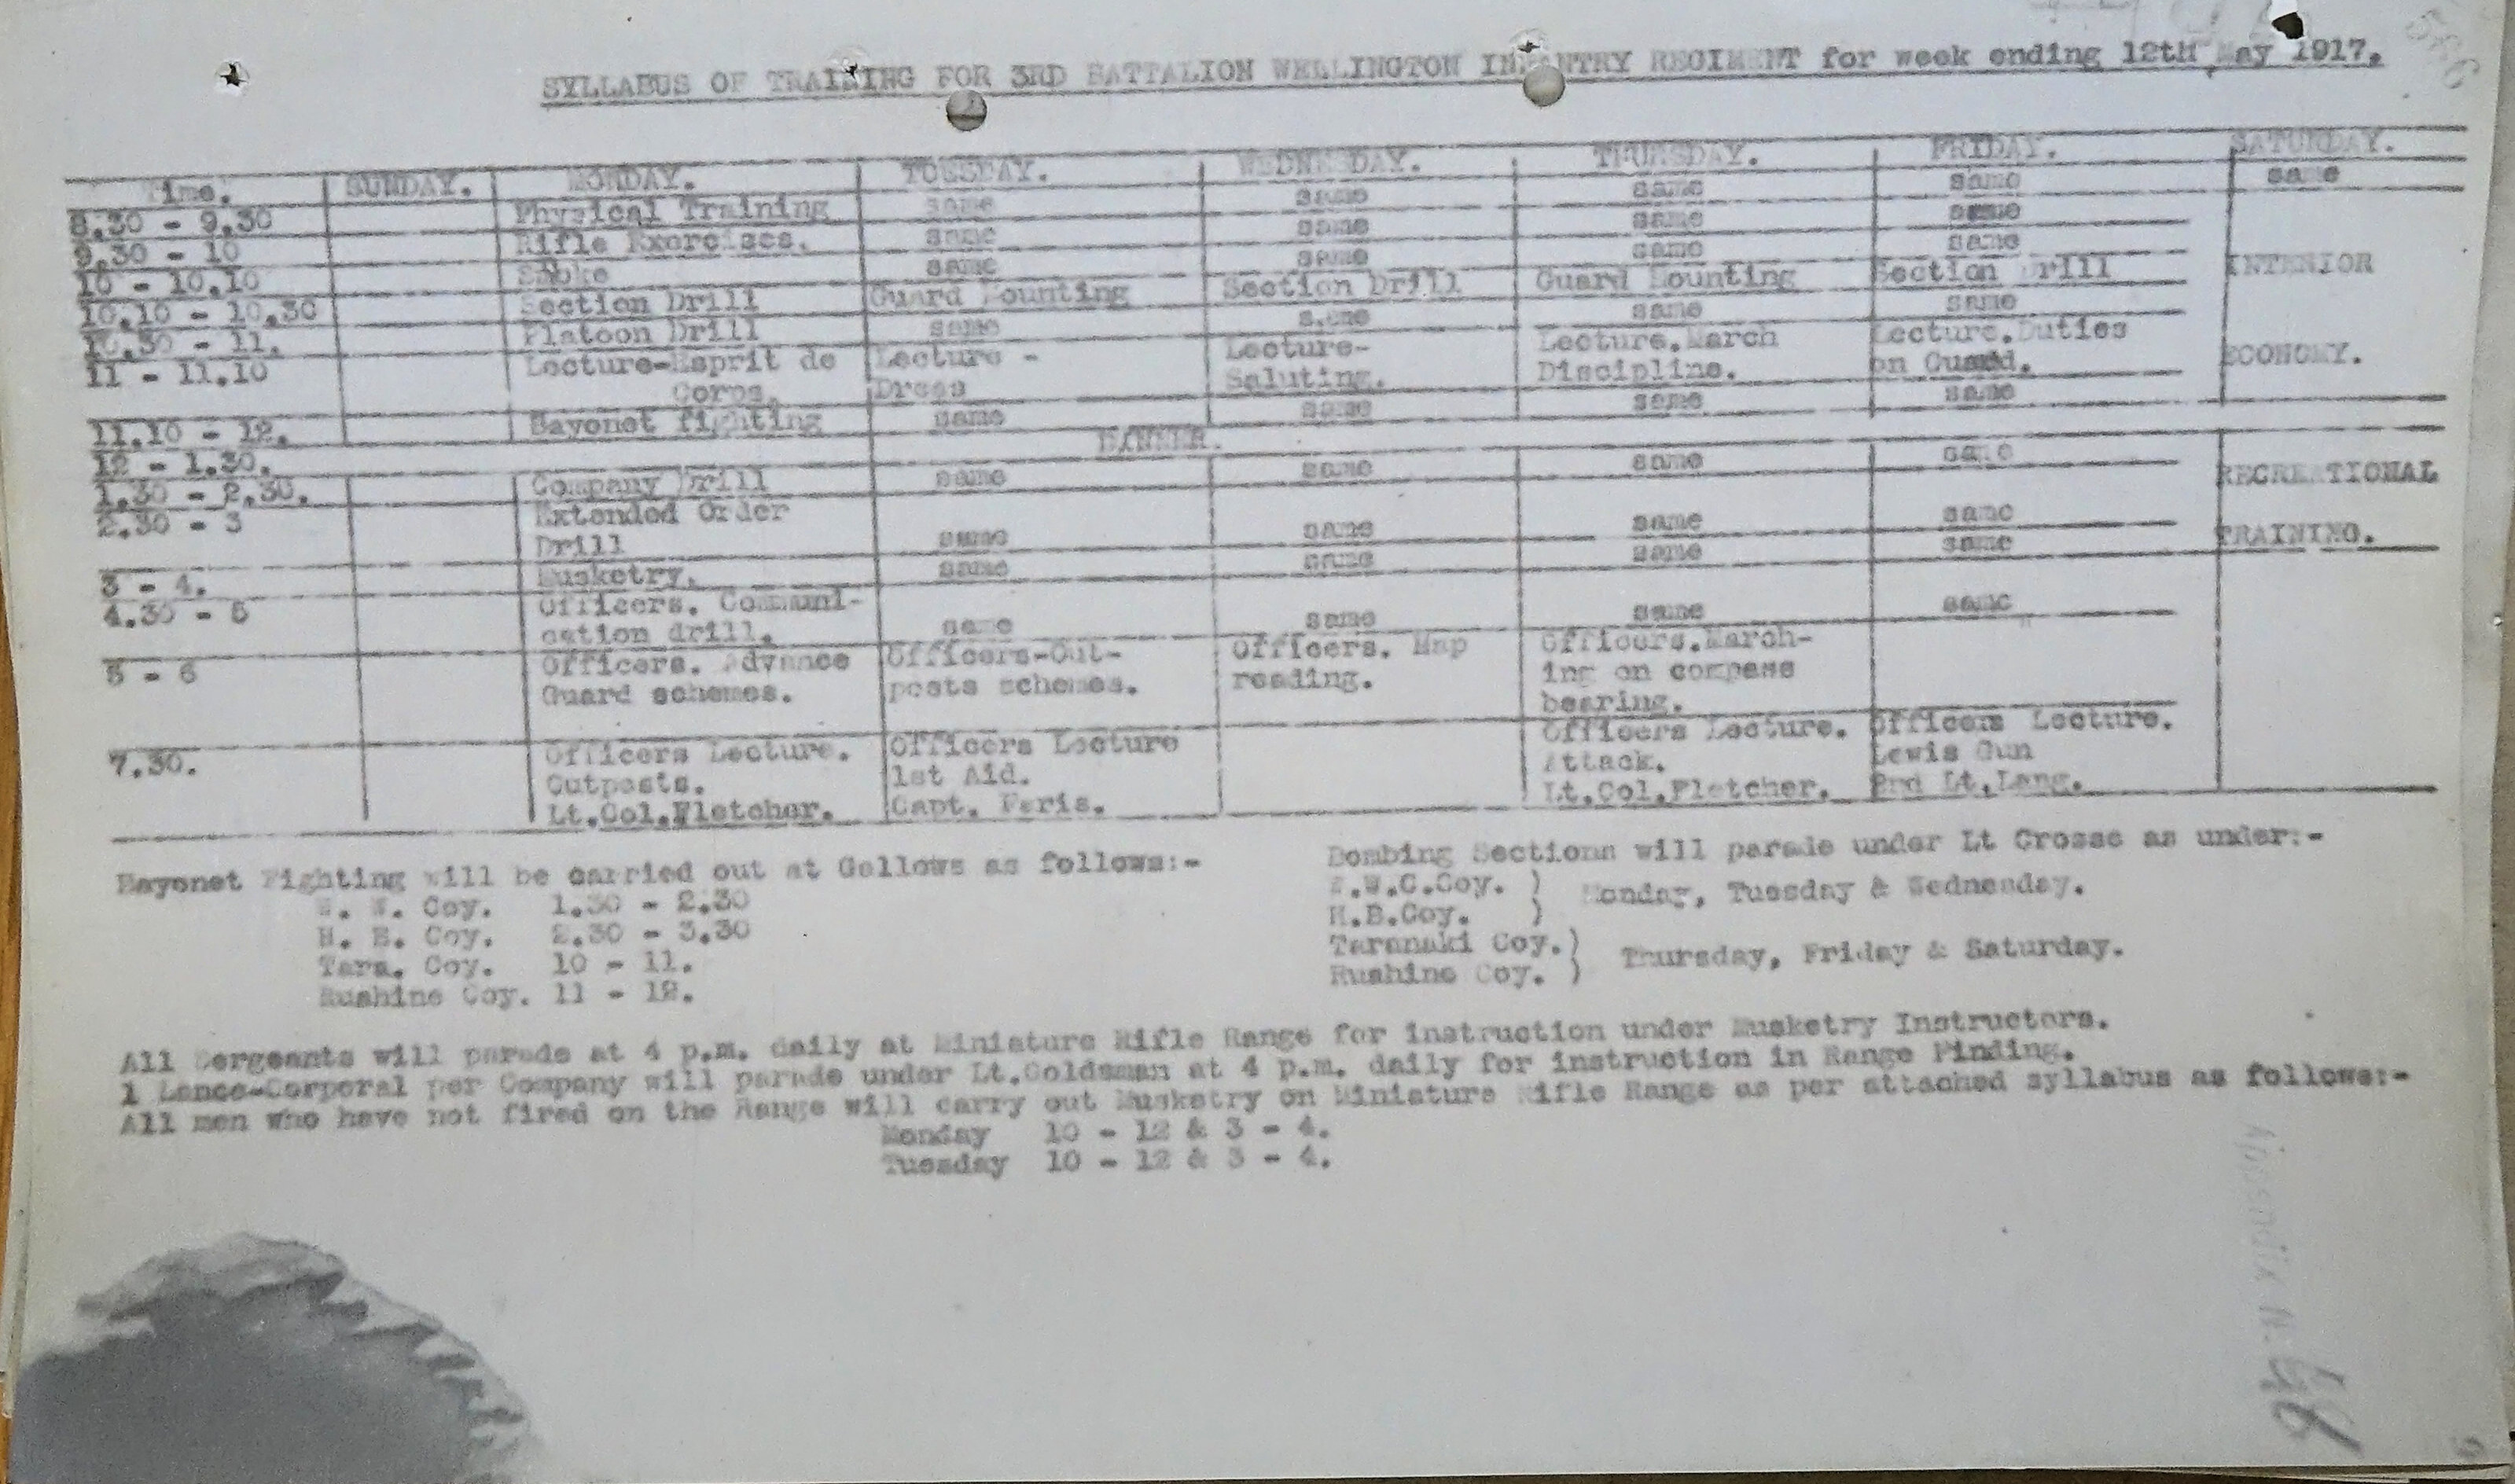 SYLLABUS OF TRAINING FOR 3RD BATTALION WELLINGTON INFANTRY REGIMENT for week ending 12tH May 1917.
Time. SUNDAY. MONDAY. TUESDAY. WEDNESDAY. THURSDAY. FRIDAY. SATURDAY.
8.30 - 9.30 Physical Training same same same same same
9.30 - 10 Rifle Exercises. same same same same
10 - 10.10 Smoke same same same same
10.10 - 10.30 Section Drill Guard Mounting Section Drill Guard Mounting Section Drill INTERIOR
10.30 - 11. Platoon Drill same same same same
11 - 11.10 Lecture-Esprit de Lecture - Lecture- Lecture.March Lecture.Duties ECONOMY.
Corps. Dress Saluting. Discipline. on Guard.
11.10 - 12. Bayonet fighting same same same same
12 - 1.30. DINNER.
1.30 - 2.30. Company Drill same same same same RECREATIONAL
2.30 - 3 Extended Order
Drill same same same same TRAINING.
3 - 4. Musketry. same same same same
4.30 - 5 Officers. Communi-
cation drill. same same same same
5 - 6 Officers. Advance Officers-Out- Officers. Map Officers.March-
Guard schemes. posts schemes. reading. ing on compass
bearing.
7.30. Officers Lecture. Officers Lecture Officers Lecture. Officers Lecture.
Outposts. 1st Aid. Attack. Lewis Gun
Lt.Col.Fletcher. Capt. Faris. Lt.Col.Fletcher. 2nd Lt.Lang.
Bayonet Fighting will be carried out at Gallows as follows:-
W. W. Coy. 1.30 - 2.30
H. B. Coy. 2.30 - 3.30
Tara. Coy. 10 - 11.
Ruahine Coy. 11 - 12.
Bombing Sections will parade under Lt Crosse as under:-
W.W.C.Coy. )
H.B.Coy. ) Monday, Tuesday & Wednesday.
Taranaki Coy.)
Ruahine Coy. ) Thursday, Friday & Saturday.
All Sergeants will parade at 4 p.m. daily at Miniature Rifle Range for instruction under Musketry Instructors.
1 Lance-Corporal per Company will parade under Lt.Goldsman at 4 p.m. daily for instruction in Range Finding.
All men who have not fired on the Range will carry out Musketry on Miniature Rifle Range as per attached syllabus as follows:-
Monday 10 - 12 & 3 - 4.
Tuesday 10 - 12 & 3 - 4.
Appendix N. 48